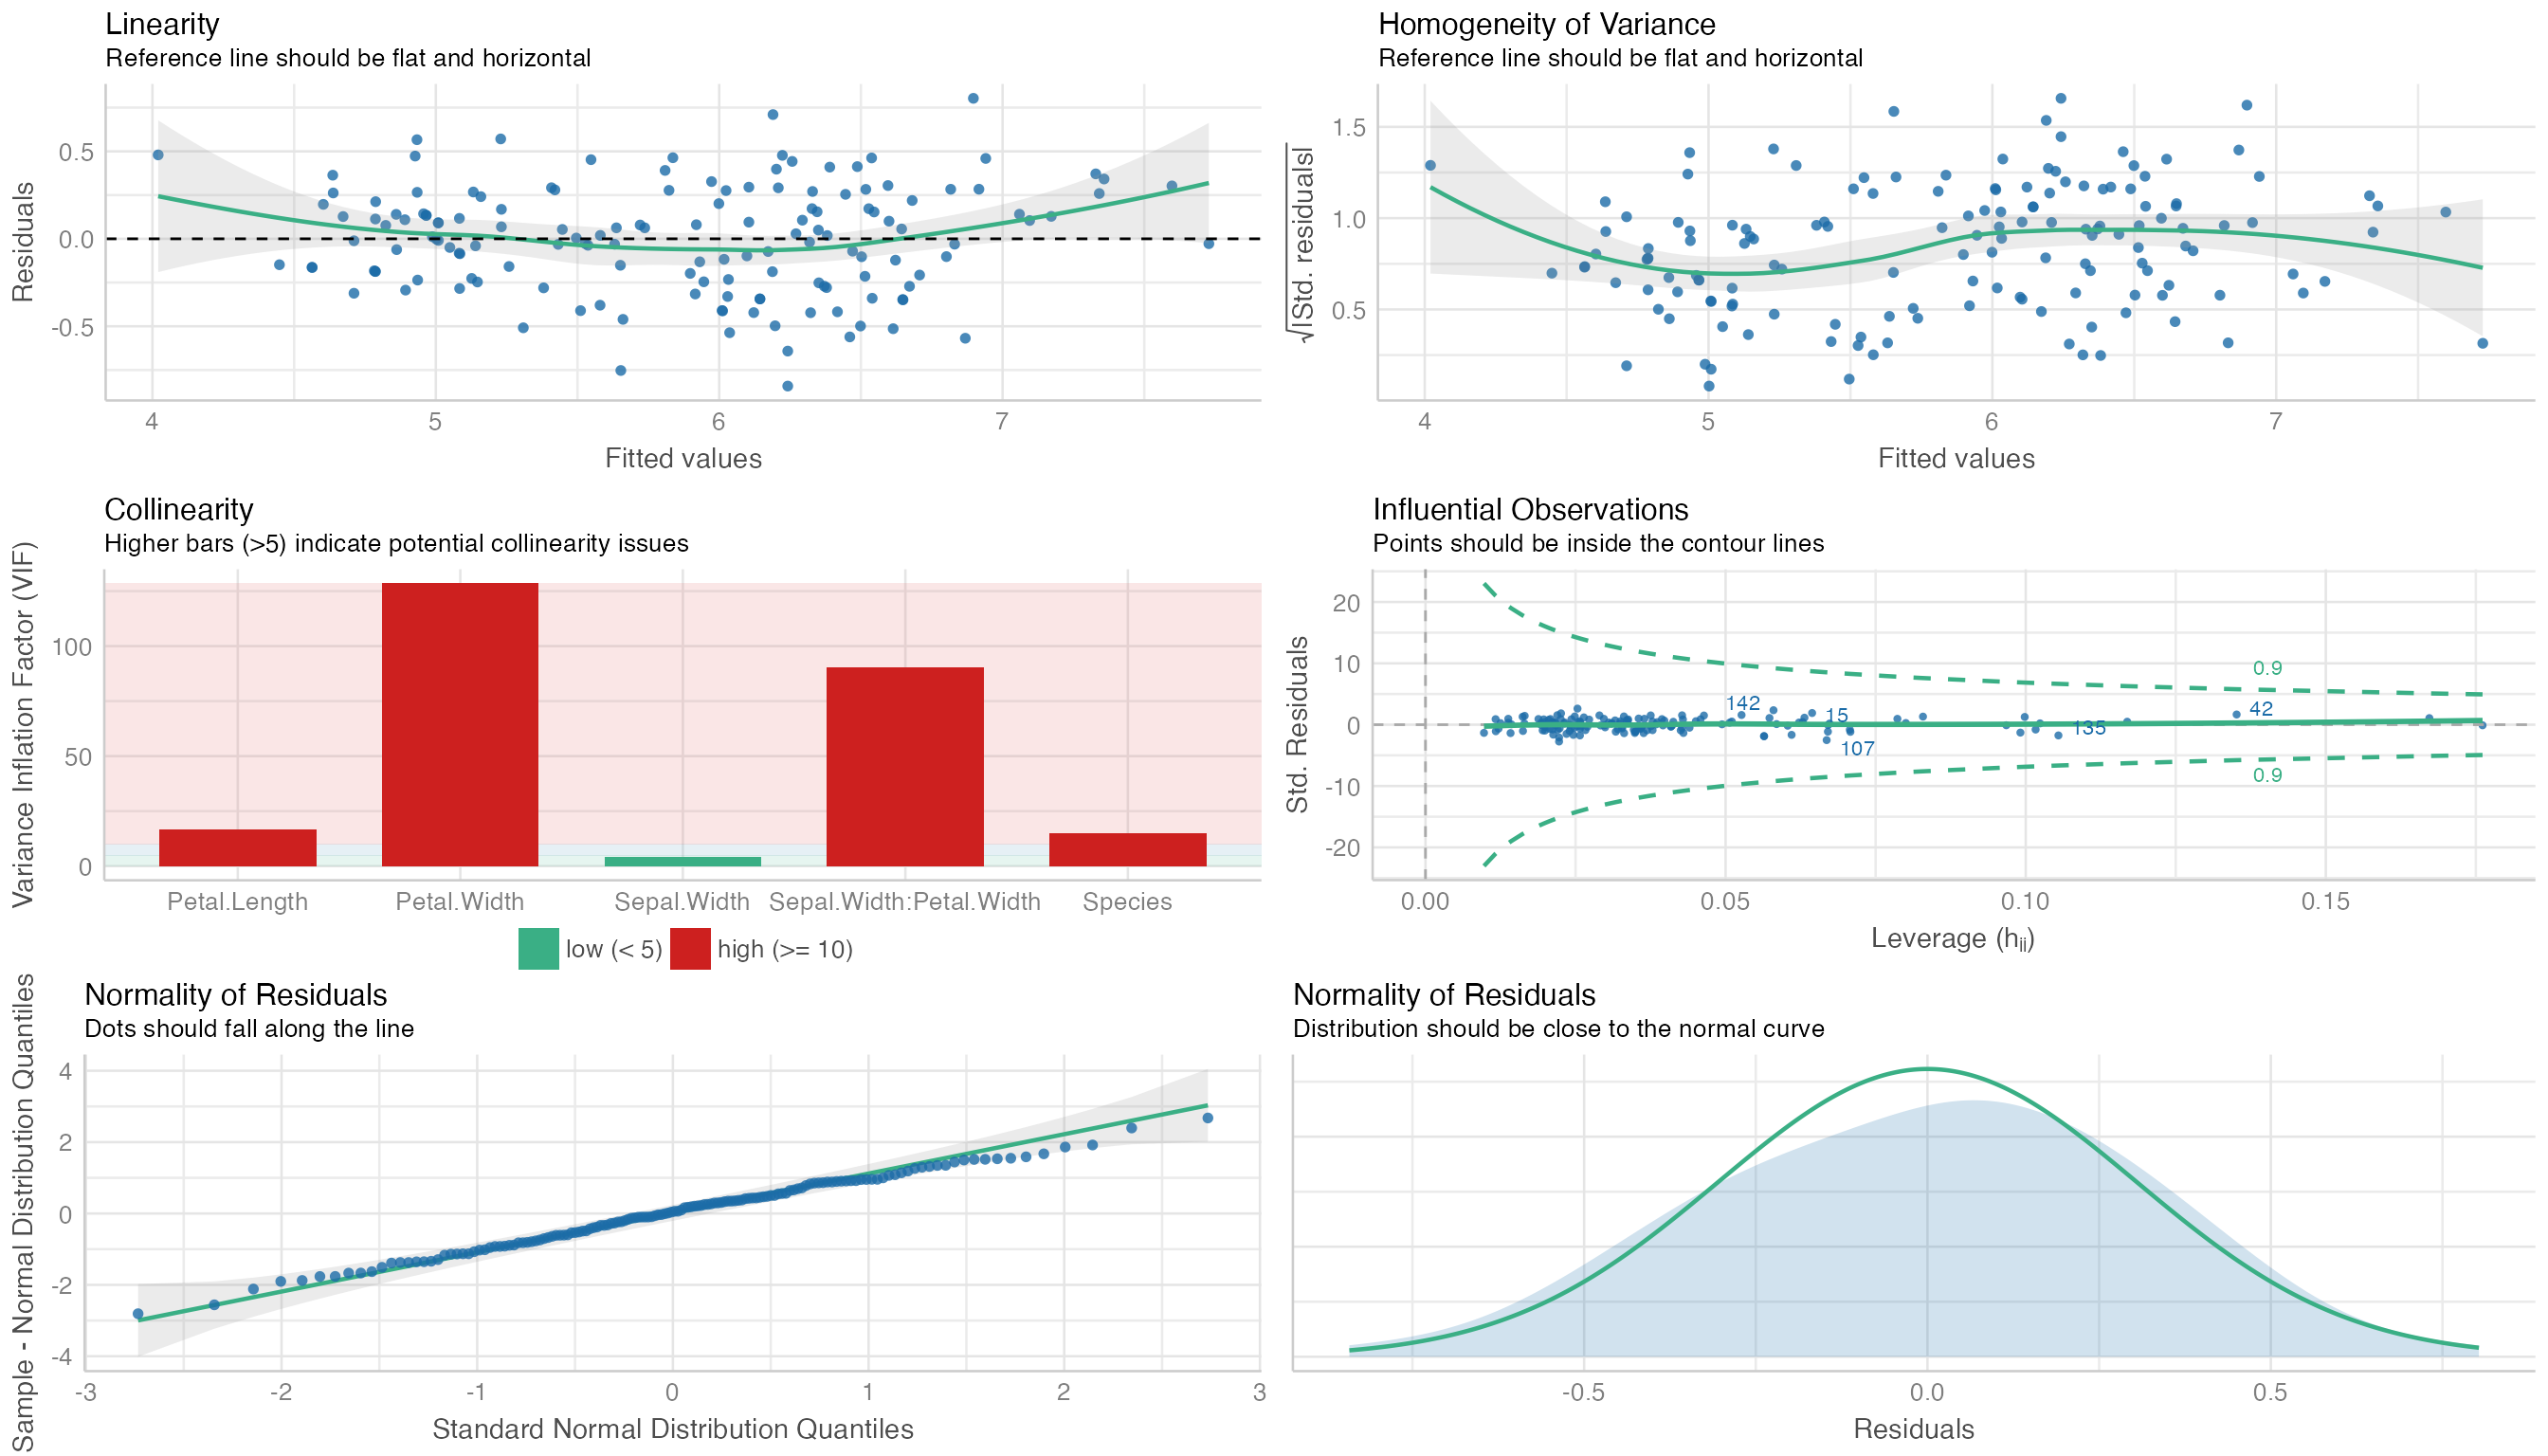 Linearity
Reference line should be flat and horizontal
Residuals
0.5
0.0
-0.5
4 5 6 7
Fitted values
Homogeneity of Variance
Reference line should be flat and horizontal
√|Std. residuals|
1.5
1.0
0.5
4 5 6 7
Fitted values
Collinearity
Higher bars (>5) indicate potential collinearity issues
Variance Inflation Factor (VIF)
100
50
0
Petal.Length Petal.Width Sepal.Width Sepal.Width:Petal.Width Species
low (< 5) high (>= 10)
Influential Observations
Points should be inside the contour lines
Std. Residuals
20
10
0
-10
-20
0.9
142
15
42
135
107
0.9
0.00 0.05 0.10 0.15
Leverage (hii)
Normality of Residuals
Dots should fall along the line
Sample - Normal Distribution Quantiles
4
2
0
-2
-4
-3 -2 -1 0 1 2 3
Standard Normal Distribution Quantiles
Normality of Residuals
Distribution should be close to the normal curve
-0.5 0.0 0.5
Residuals